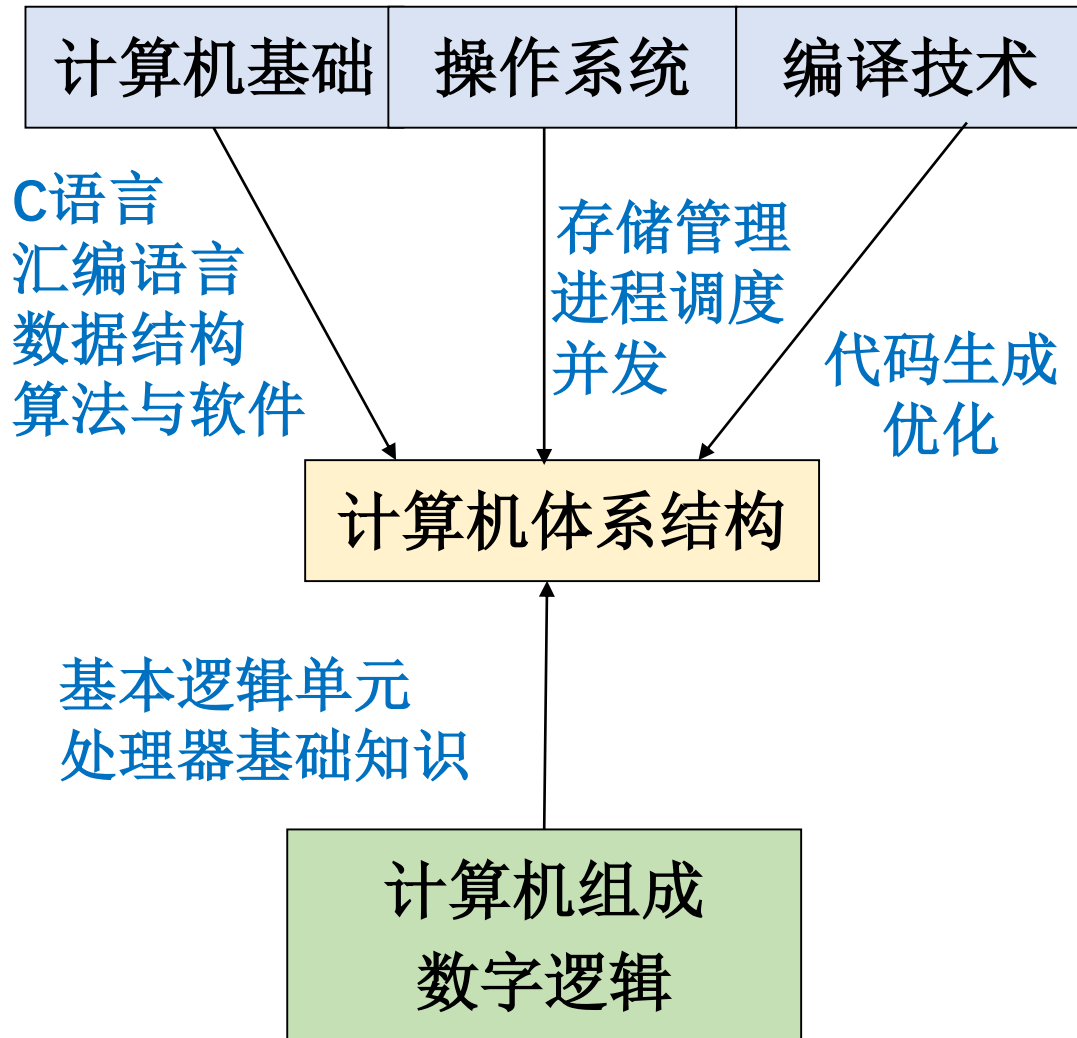 计算机基础
操作系统
编译技术
C语言
汇编语言
数据结构
算法与软件
存储管理
进程调度
并发
代码生成
优化
计算机体系结构
基本逻辑单元
处理器基础知识
计算机组成
数字逻辑